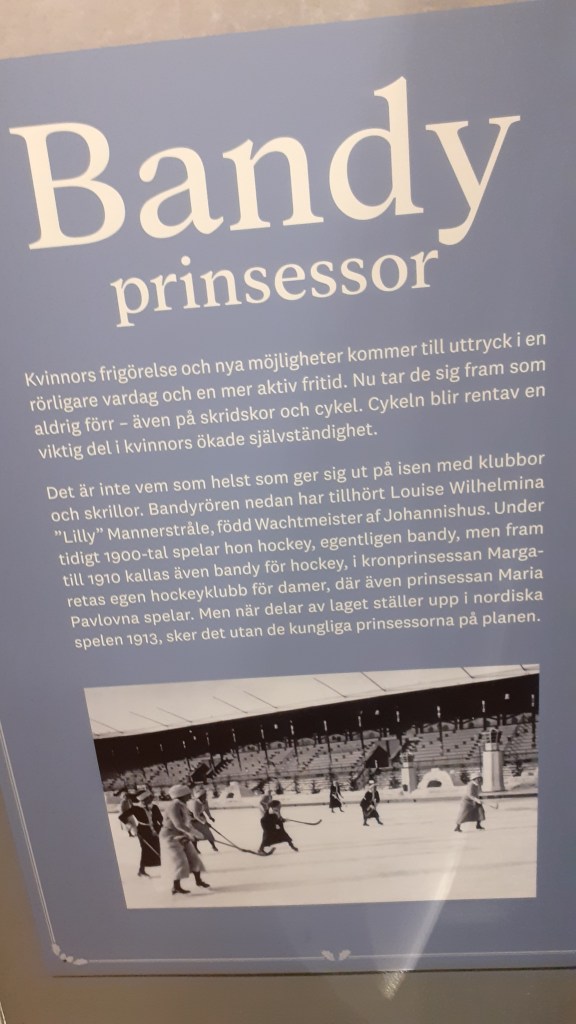 Bandy
prinsessor
Kvinnors frigörelse och nya möjligheter kommer till uttryck i en
rörligare vardag och en mer aktiv fritid. Nu tar de sig fram som
aldrig förr – även på skridskor och cykel. Cykeln blir rentav en
viktig del i kvinnors ökade självständighet.
Det är inte vem som helst som ger sig ut på isen med klubbor
och skrillor. Bandyrören nedan har tillhört Louise Wilhelmina
"Lilly" Mannerstråle, född Wachtmeister af Johannishus. Under
tidigt 1900-tal spelar hon hockey, egentligen bandy, men fram
till 1910 kallas även bandy för hockey, i kronprinsessan Marga-
retas egen hockeyklubb för damer, där även prinsessan Maria
Pavlovna spelar. Men när delar av laget ställer upp i nordiska
spelen 1913, sker det utan de kungliga prinsessorna på planen.